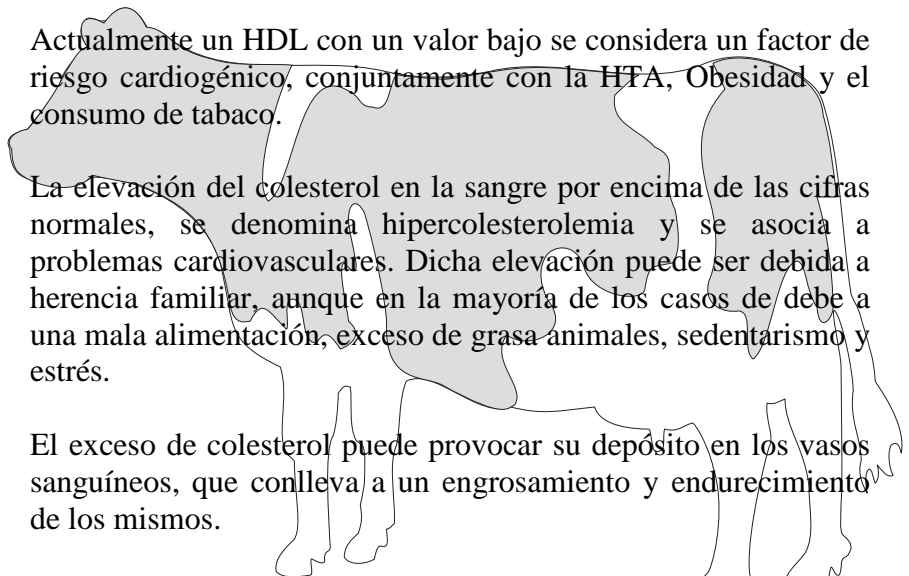 Actualmente un HDL con un valor bajo se considera un factor de
riesgo cardiogénico, conjuntamente con la HTA, Obesidad y el
consumo de tabaco.
La elevación del colesterol en la sangre por encima de las cifras
normales, se denomina hipercolesterolemia y se asocia a
problemas cardiovasculares. Dicha elevación puede ser debida a
herencia familiar, aunque en la mayoría de los casos de debe a
una mala alimentación, exceso de grasa animales, sedentarismo y
estrés.
El exceso de colesterol puede provocar su depósito en los vasos
sanguíneos, que conlleva a un engrosamiento y endurecimiento
de los mismos.